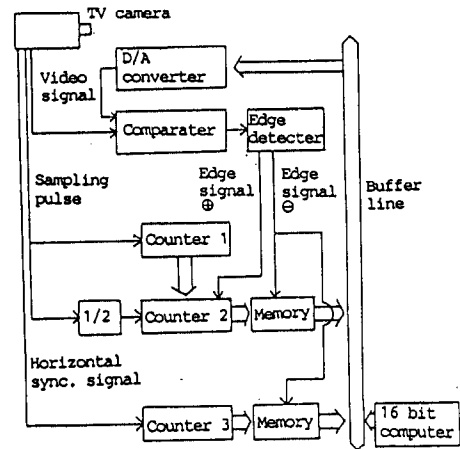 TV camera
D/A
converter
Video
signal
Comparater
Edge
detecter
Sampling
pulse
Edge
signal
⊕
Edge
signal
⊖
Buffer
line
Counter 1
1/2
Counter 2
Memory
Horizontal
sync. signal
Counter 3
Memory
16 bit
computer